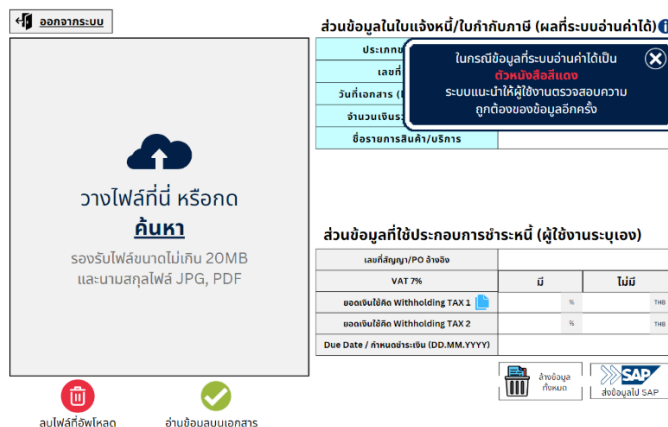 ออกจากระบบ
วางไฟล์ที่นี่ หรือกด
ค้นหา
รองรับไฟล์ขนาดไม่เกิน 20MB
และนามสกุลไฟล์ JPG, PDF
ลบไฟล์ที่อัพโหลด
อ่านข้อมูลบนเอกสาร
ส่วนข้อมูลในใบแจ้งหนี้/ใบกำกับภาษี (ผลที่ระบบอ่านค่าได้)
ในกรณีข้อมูลที่ระบบอ่านค่าได้เป็น
ตัวหนังสือสีแดง
ระบบแนะนำให้ผู้ใช้งานตรวจสอบความ
ถูกต้องของข้อมูลอีกครั้ง
เลขที่
วันที่เอกสาร
ชื่อรายการสินค้า/บริการ
ส่วนข้อมูลที่ใช้ประกอบการชำระหนี้ (ผู้ใช้งานระบุเอง)
เลขที่สัญญา/PO อ้างอิง
VAT 7% มี ไม่มี
ยอดเงินใช้คิด Withholding TAX 1 % THB
ยอดเงินใช้คิด Withholding TAX 2 % THB
Due Date / กำหนดชำระเงิน (DD.MM.YYYY)
ล้างข้อมูล
ทั้งหมด
SAP
ส่งข้อมูลไป SAP